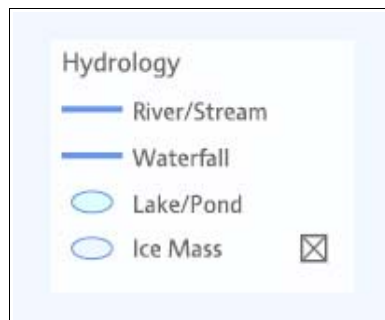 Hydrology
River/Stream
Waterfall
Lake/Pond
Ice Mass